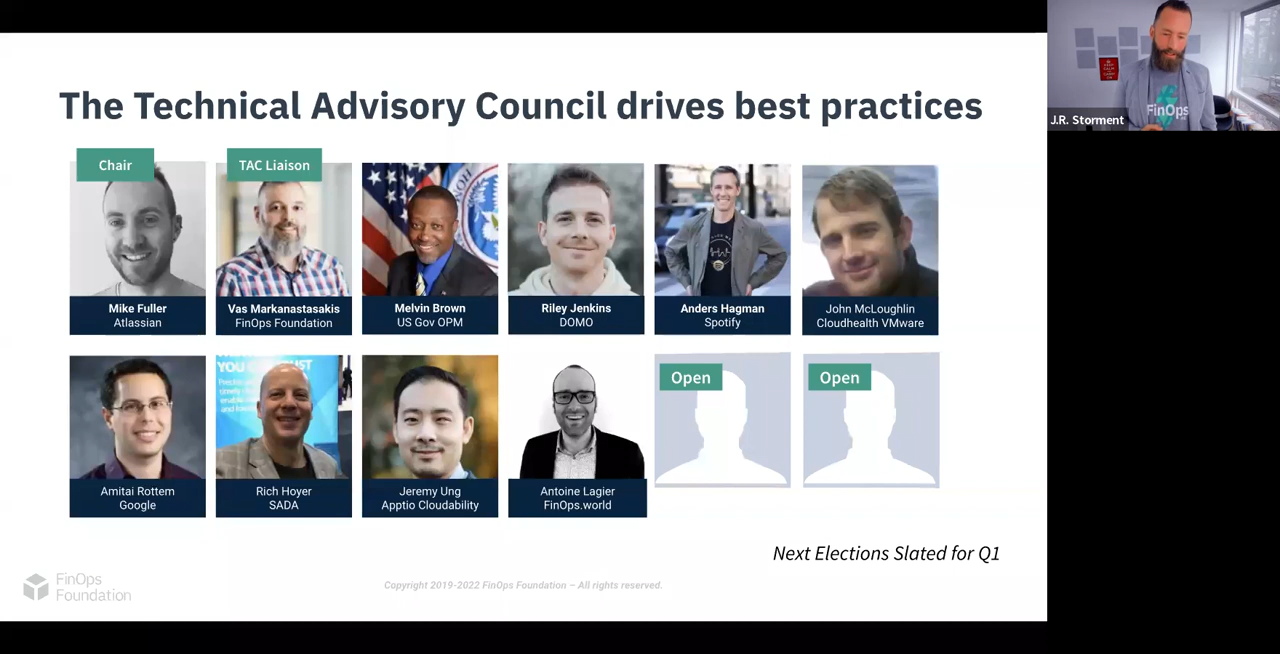 The Technical Advisory Council drives best practices
J.R. Storment
FinOps
Chair
TAC Liaison
Mike Fuller
Atlassian
Vas Markanastasakis
FinOps Foundation
Melvin Brown
US Gov OPM
Riley Jenkins
DOMO
Anders Hagman
Spotify
John McLoughlin
Cloudhealth VMware
Open
Open
Amitai Rottem
Google
Rich Hoyer
SADA
Jeremy Ung
Apptio Cloudability
Antoine Lagier
FinOps.world
Next Elections Slated for Q1
FinOps
Foundation
Copyright 2019-2022 FinOps Foundation – All rights reserved.